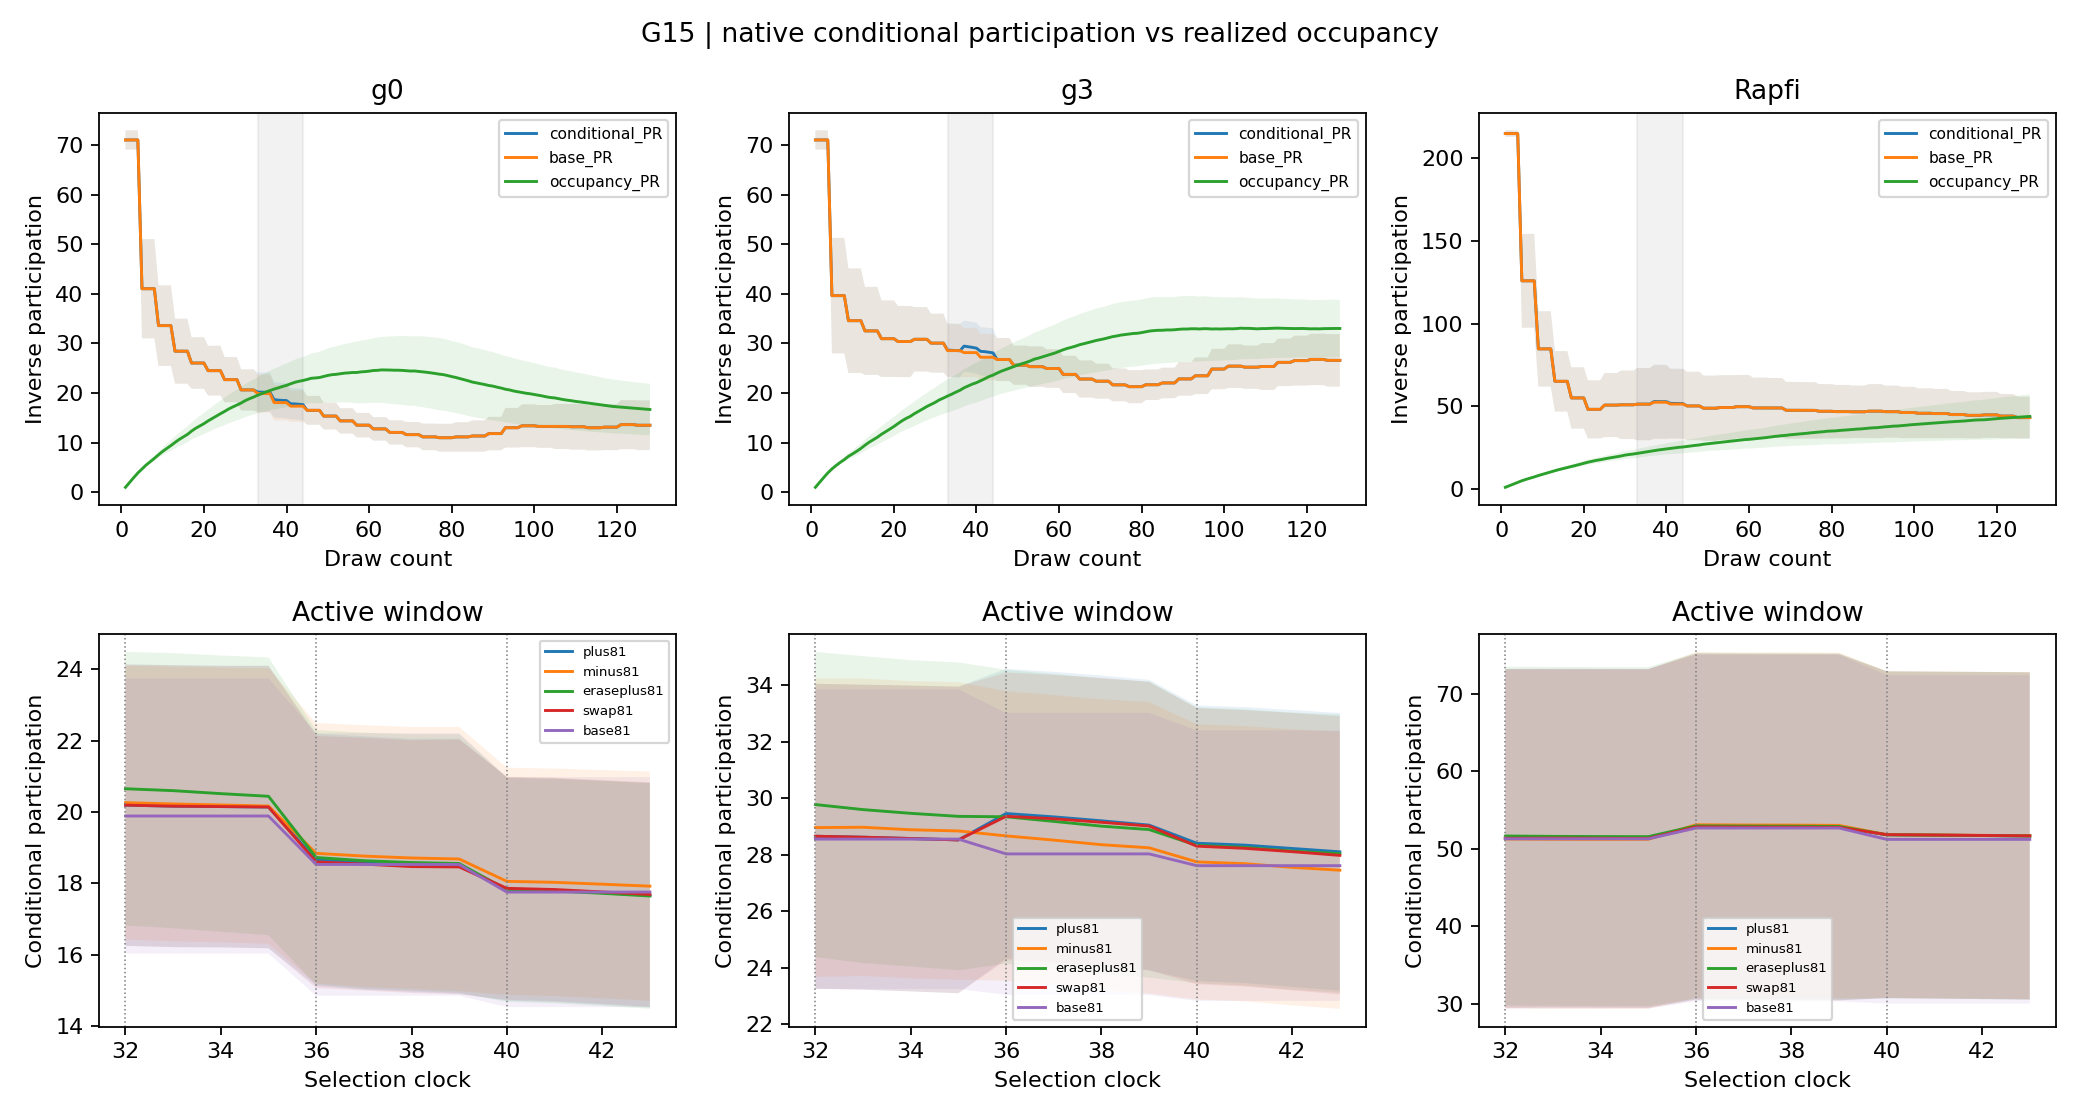 G15 | native conditional participation vs realized occupancy
g0
70
60
50
40
30
20
10
0
Inverse participation
conditional_PR
base_PR
occupancy_PR
0 20 40 60 80 100 120
Draw count
g3
70
60
50
40
30
20
10
0
Inverse participation
conditional_PR
base_PR
occupancy_PR
0 20 40 60 80 100 120
Draw count
Rapfi
200
150
100
50
0
Inverse participation
conditional_PR
base_PR
occupancy_PR
0 20 40 60 80 100 120
Draw count
Active window
24
22
20
18
16
14
Conditional participation
plus81
minus81
eraseplus81
swap81
base81
32 34 36 38 40 42
Selection clock
Active window
34
32
30
28
26
24
22
Conditional participation
plus81
minus81
eraseplus81
swap81
base81
32 34 36 38 40 42
Selection clock
Active window
70
60
50
40
30
Conditional participation
plus81
minus81
eraseplus81
swap81
base81
32 34 36 38 40 42
Selection clock